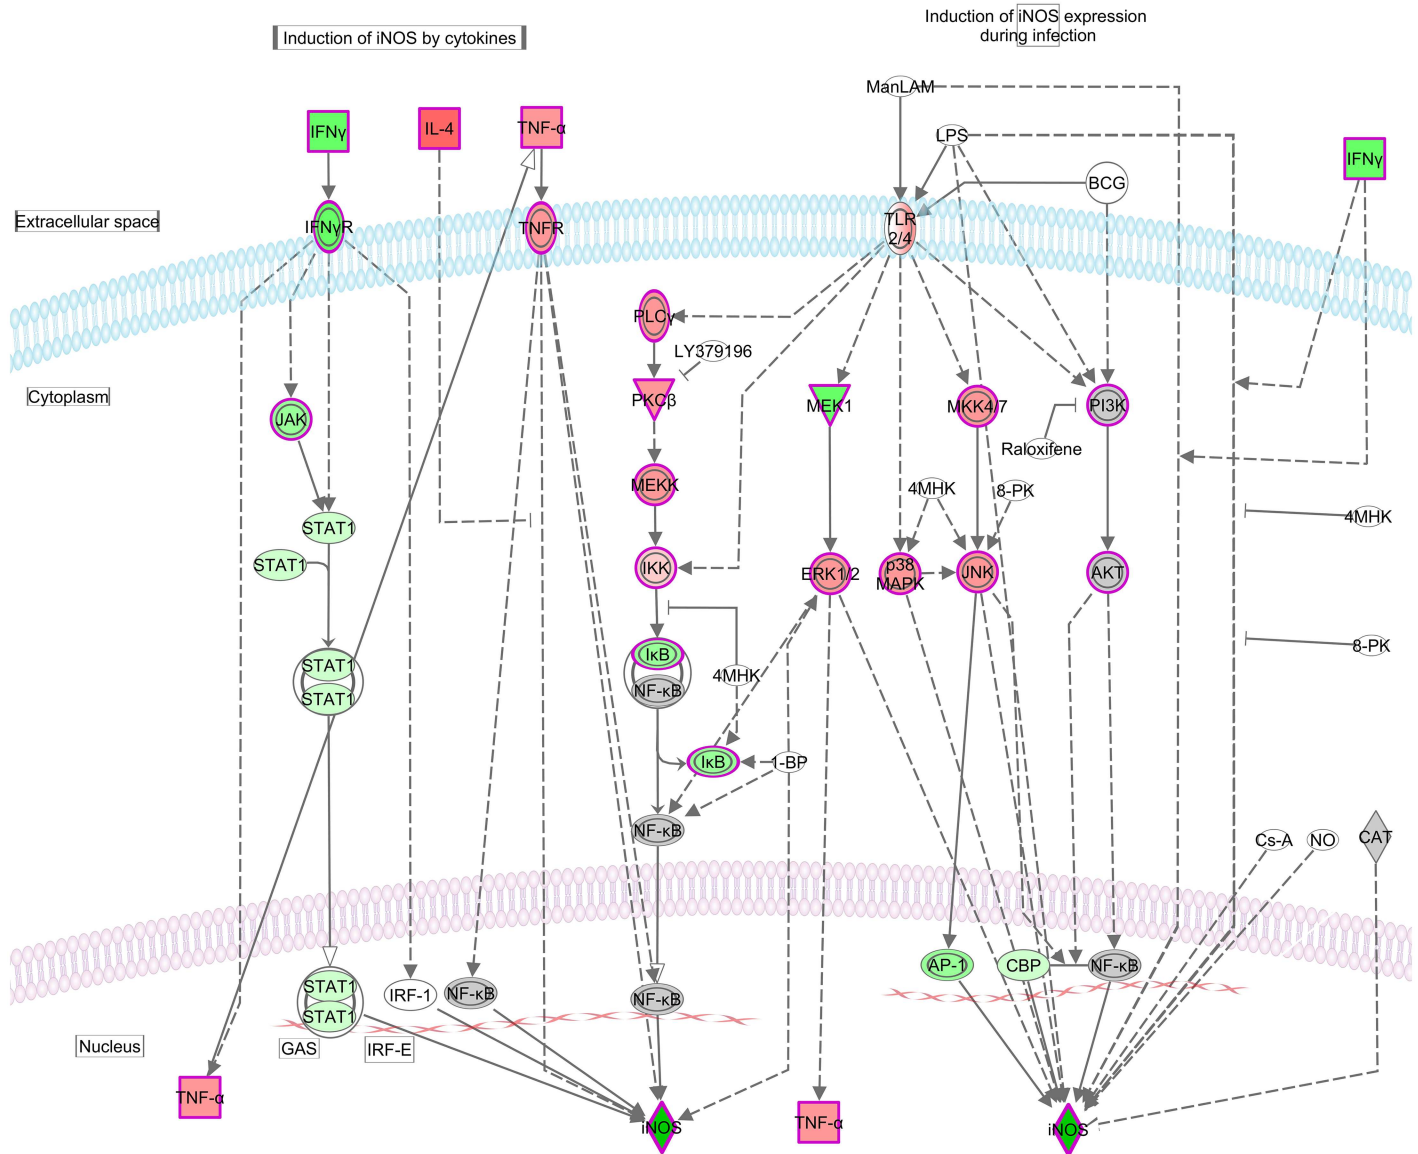 Induction of iNOS expression
during infection
Induction of iNOS by cytokines
ManLAM
IFNγ
IL-4
TNF-α
LPS
IFNγ
BCG
Extracellular space
IFNγR
TNFR
TLR
2/4
PLCγ
LY379196
Cytoplasm
PKCβ
MEK1
MKK4/7
PI3K
JAK
Raloxifene
MEKK
4MHK
8-PK
4MHK
STAT1
STAT1
IKK
ERK1/2
p38
MAPK
JNK
AKT
8-PK
IκB
STAT1
4MHK
NF-κB
STAT1
IκB
1-BP
NF-κB
Cs-A
NO
CAT
AP-1
CBP
NF-κB
STAT1
IRF-1
NF-κB
NF-κB
STAT1
Nucleus
GAS
IRF-E
TNF-α
iNOS
TNF-α
iNOS